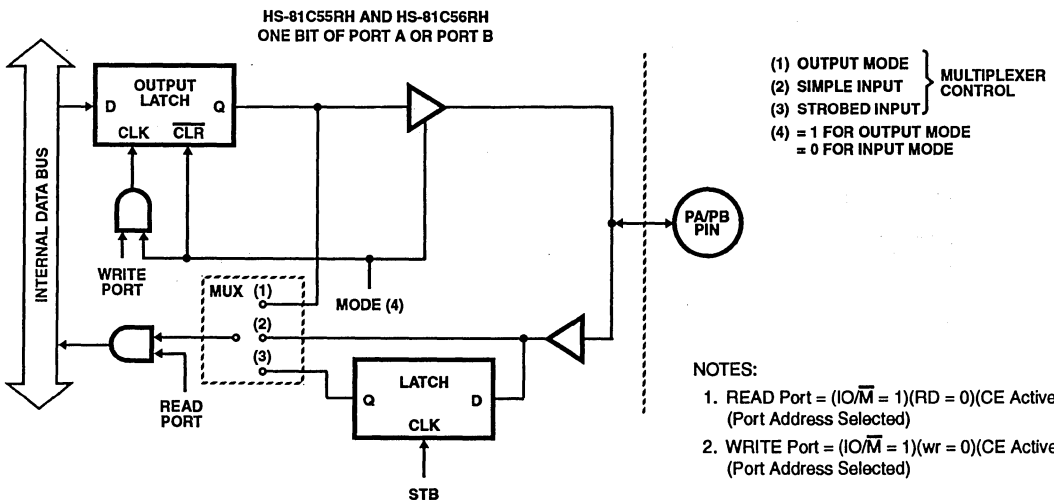 HS-81C55RH AND HS-81C56RH
ONE BIT OF PORT A OR PORT B
INTERNAL DATA BUS
OUTPUT
LATCH
D
Q
CLK
CLR
WRITE
PORT
MODE (4)
MUX
(1)
(2)
(3)
READ
PORT
LATCH
Q
D
CLK
STB
PA/PB
PIN
(1) OUTPUT MODE
(2) SIMPLE INPUT
(3) STROBED INPUT
MULTIPLEXER
CONTROL
(4) = 1 FOR OUTPUT MODE
= 0 FOR INPUT MODE
NOTES:
1. READ Port = (IO/M̅ = 1)(RD = 0)(CE Active
(Port Address Selected)
2. WRITE Port = (IO/M̅ = 1)(wr = 0)(CE Active
(Port Address Selected)